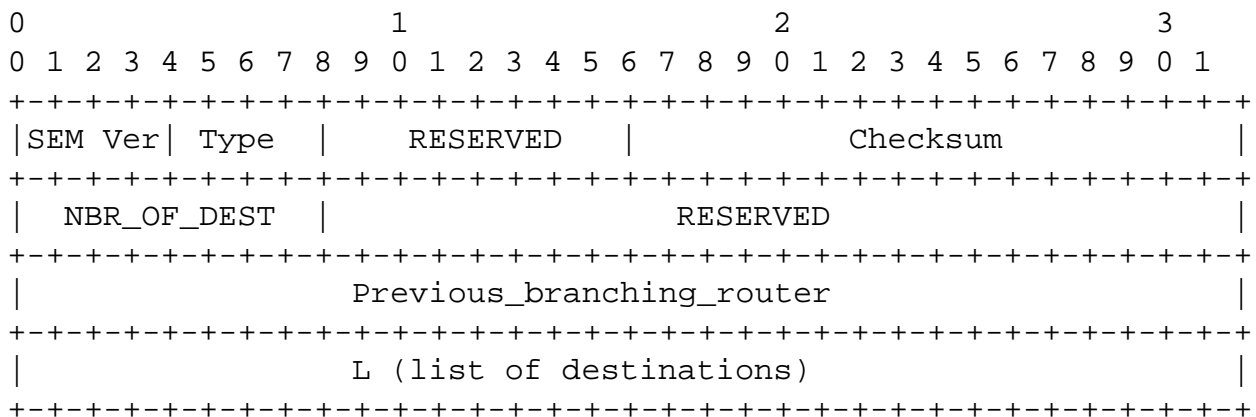 0                   1                   2                   3
0 1 2 3 4 5 6 7 8 9 0 1 2 3 4 5 6 7 8 9 0 1 2 3 4 5 6 7 8 9 0 1
+-+-+-+-+-+-+-+-+-+-+-+-+-+-+-+-+-+-+-+-+-+-+-+-+-+-+-+-+-+-+-+-+
|SEM Ver| Type  |    RESERVED   |           Checksum            |
+-+-+-+-+-+-+-+-+-+-+-+-+-+-+-+-+-+-+-+-+-+-+-+-+-+-+-+-+-+-+-+-+
|  NBR_OF_DEST  |                  RESERVED                     |
+-+-+-+-+-+-+-+-+-+-+-+-+-+-+-+-+-+-+-+-+-+-+-+-+-+-+-+-+-+-+-+-+
|                 Previous_branching_router                     |
+-+-+-+-+-+-+-+-+-+-+-+-+-+-+-+-+-+-+-+-+-+-+-+-+-+-+-+-+-+-+-+-+
|                 L (list of destinations)                      |
+-+-+-+-+-+-+-+-+-+-+-+-+-+-+-+-+-+-+-+-+-+-+-+-+-+-+-+-+-+-+-+-+